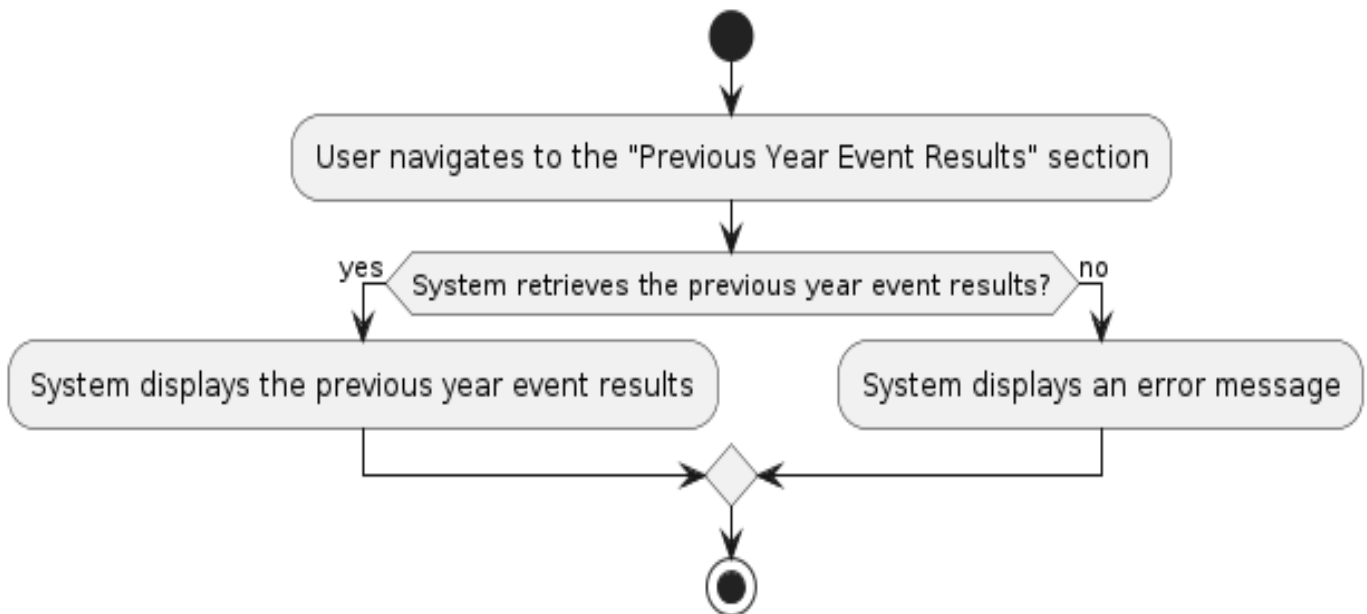 User navigates to the "Previous Year Event Results" section
yes
System retrieves the previous year event results?
no
System displays the previous year event results
System displays an error message